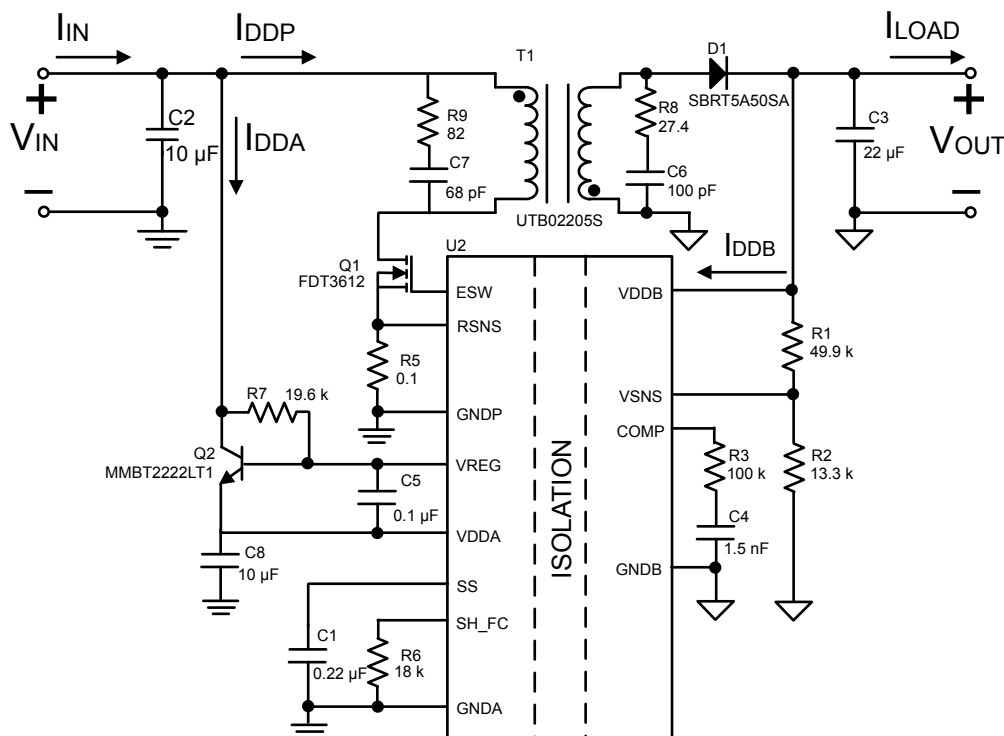 IIN
IDDP
ILOAD
T1
D1
SBRT5A50SA
+
VIN
–
C2
10 µF
IDDA
R9
82
C7
68 pF
R8
27.4
C6
100 pF
C3
22 µF
+
VOUT
–
UTB02205S
U2
IDDB
Q1
FDT3612
ESW
VDDB
RSNS
R5
0.1
R1
49.9 k
R7
19.6 k
GNDP
VSNS
COMP
Q2
MMBT2222LT1
VREG
R3
100 k
R2
13.3 k
C5
0.1 µF
ISOLATION
C8
10 µF
VDDA
C4
1.5 nF
GNDB
SS
SH_FC
C1
0.22 µF
R6
18 k
GNDA